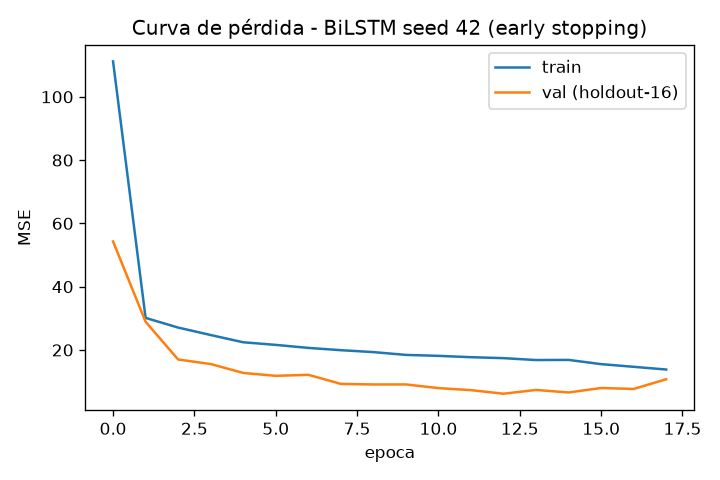 Curva de pérdida - BiLSTM seed 42 (early stopping)
train
val (holdout-16)
MSE
100
80
60
40
20
0.0 2.5 5.0 7.5 10.0 12.5 15.0 17.5
epoca